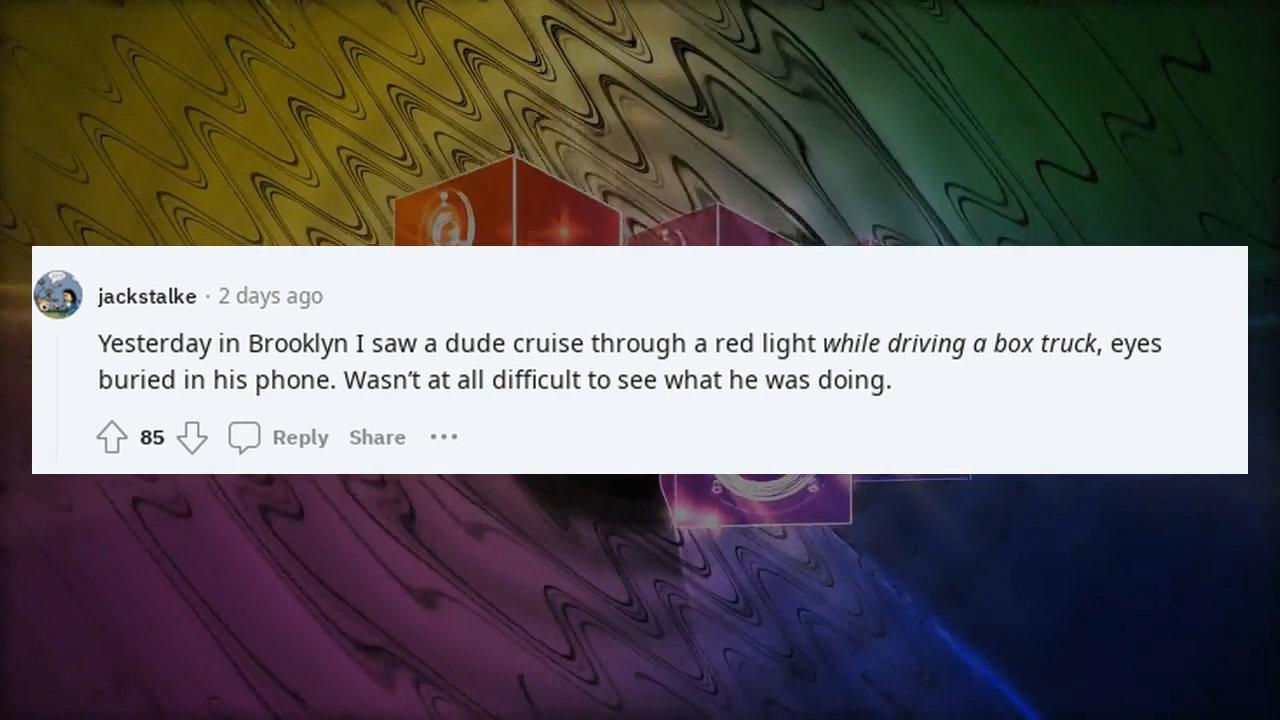 jackstalke · 2 days ago
Yesterday in Brooklyn I saw a dude cruise through a red light while driving a box truck, eyes
buried in his phone. Wasn’t at all difficult to see what he was doing.
85 Reply Share ···